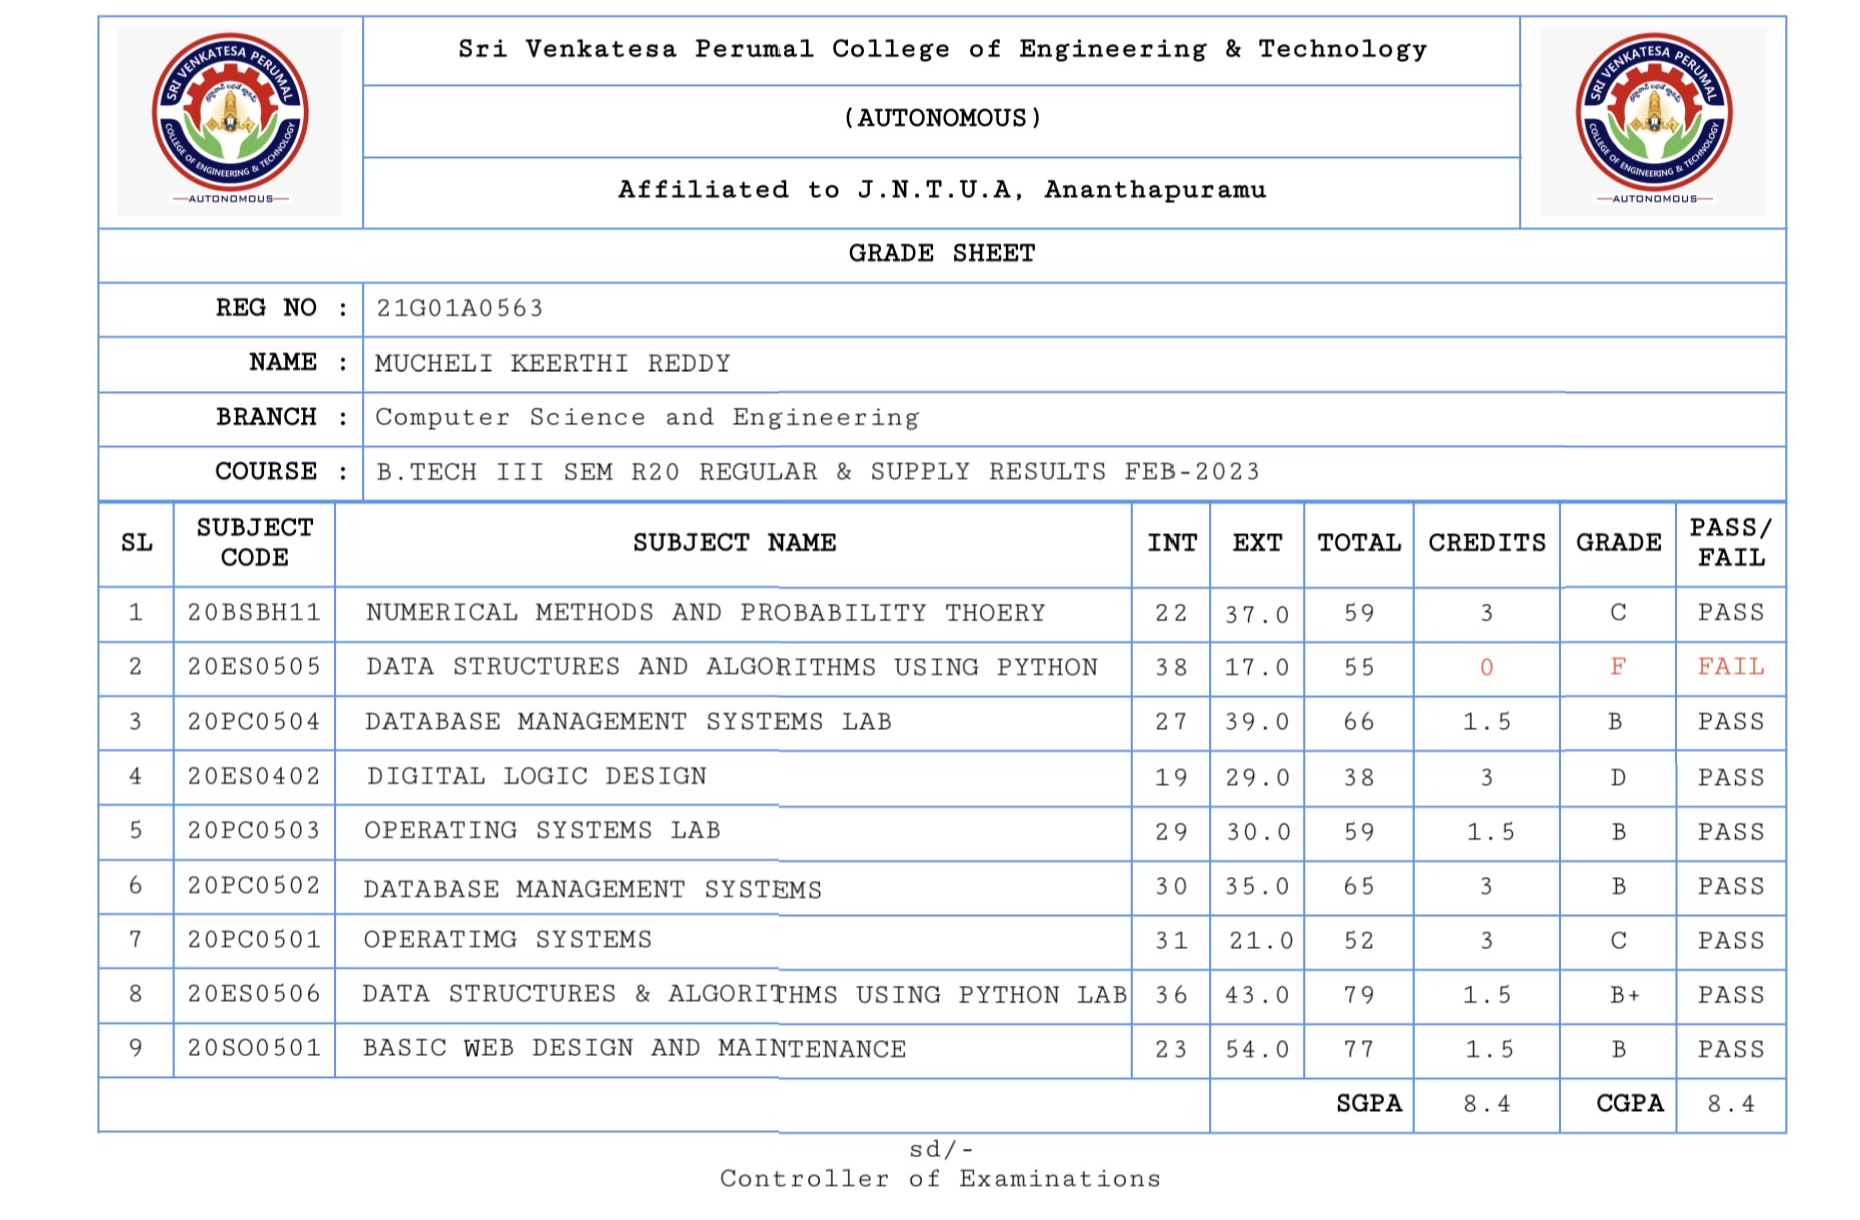 SRI VENKATESA PERUMAL
COLLEGE OF ENGINEERING & TECHNOLOGY
AUTONOMOUS
Sri Venkatesa Perumal College of Engineering & Technology
(AUTONOMOUS)
Affiliated to J.N.T.U.A, Ananthapuramu
SRI VENKATESA PERUMAL
COLLEGE OF ENGINEERING & TECHNOLOGY
AUTONOMOUS
GRADE SHEET
REG NO : 21G01A0563
NAME : MUCHELI KEERTHI REDDY
BRANCH : Computer Science and Engineering
COURSE : B.TECH III SEM R20 REGULAR & SUPPLY RESULTS FEB-2023
SL SUBJECT CODE SUBJECT NAME INT EXT TOTAL CREDITS GRADE PASS/ FAIL
1 20BSBH11 NUMERICAL METHODS AND PROBABILITY THOERY 22 37.0 59 3 C PASS
2 20ES0505 DATA STRUCTURES AND ALGORITHMS USING PYTHON 38 17.0 55 0 F FAIL
3 20PC0504 DATABASE MANAGEMENT SYSTEMS LAB 27 39.0 66 1.5 B PASS
4 20ES0402 DIGITAL LOGIC DESIGN 19 29.0 38 3 D PASS
5 20PC0503 OPERATING SYSTEMS LAB 29 30.0 59 1.5 B PASS
6 20PC0502 DATABASE MANAGEMENT SYSTEMS 30 35.0 65 3 B PASS
7 20PC0501 OPERATIMG SYSTEMS 31 21.0 52 3 C PASS
8 20ES0506 DATA STRUCTURES & ALGORITHMS USING PYTHON LAB 36 43.0 79 1.5 B+ PASS
9 20SO0501 BASIC WEB DESIGN AND MAINTENANCE 23 54.0 77 1.5 B PASS
SGPA 8.4 CGPA 8.4
sd/-
Controller of Examinations